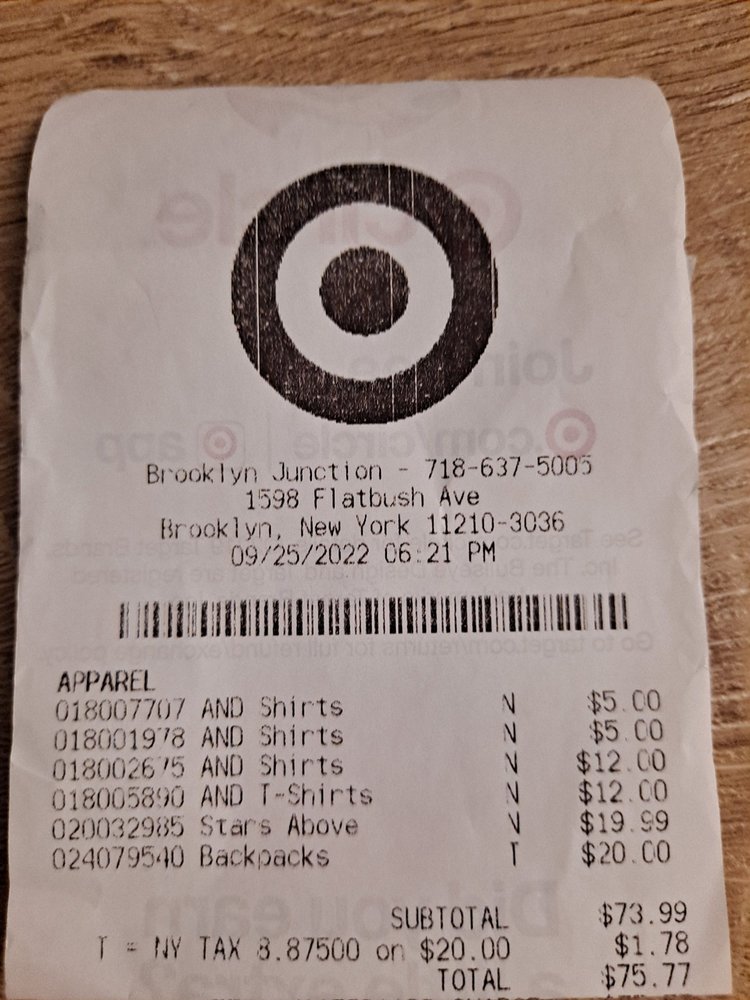 Brooklyn Junction - 718-637-5005
1598 Flatbush Ave
Brooklyn, New York 11210-3036
09/25/2022 06:21 PM
APPAREL
018007707 AND Shirts N $5.00
018001978 AND Shirts N $5.00
018002675 AND Shirts N $12.00
018005890 AND T-Shirts N $12.00
020032985 Stars Above N $19.99
024079540 Backpacks T $20.00
SUBTOTAL $73.99
T = NY TAX 8.87500 on $20.00 $1.78
TOTAL $75.77